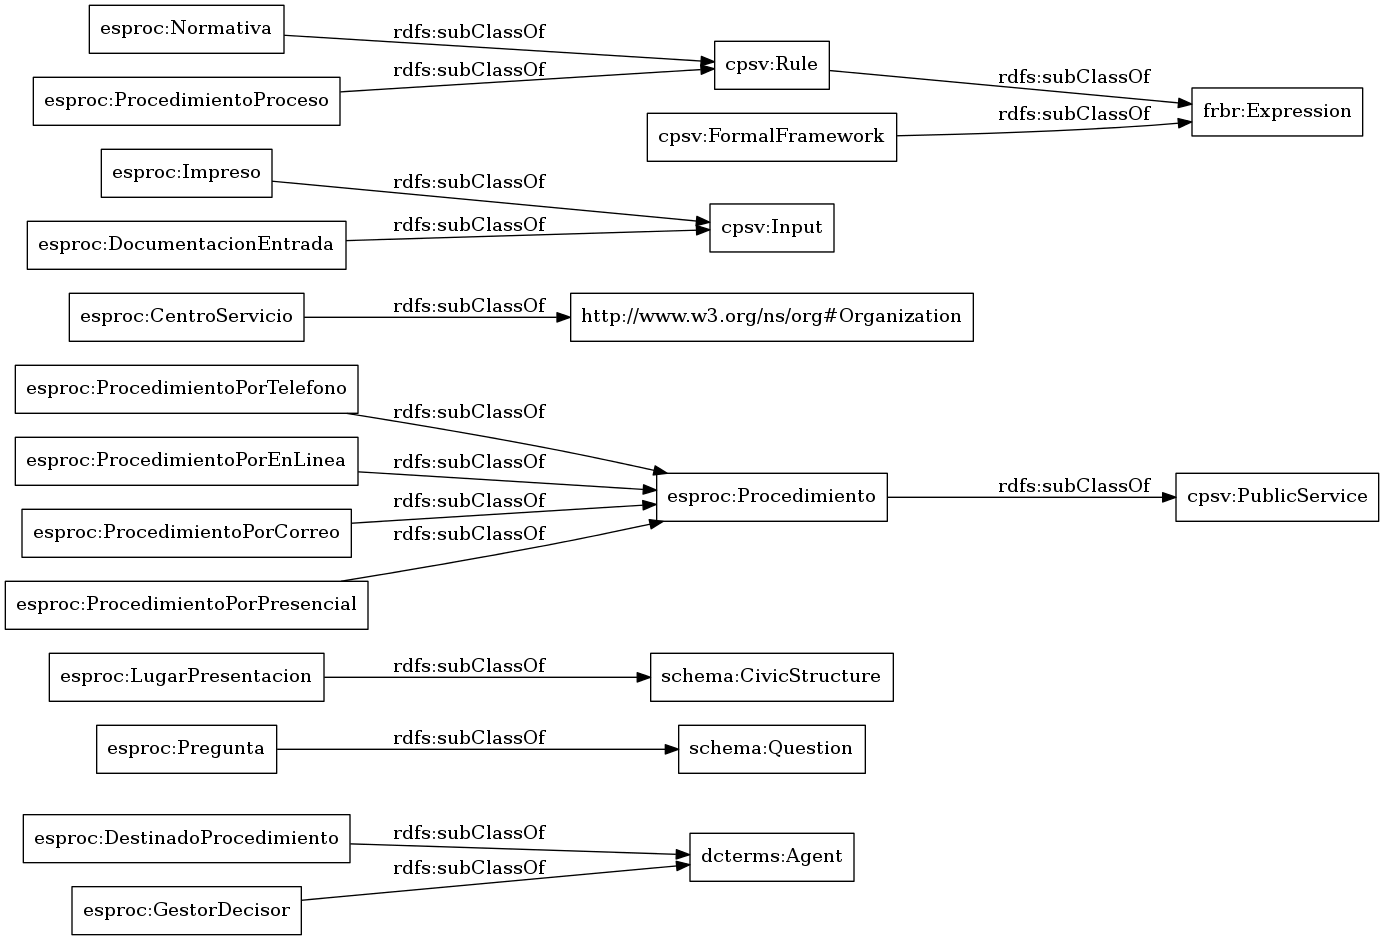 esproc:Normativa
rdfs:subClassOf
cpsv:Rule
rdfs:subClassOf
esproc:ProcedimientoProceso
rdfs:subClassOf
frbr:Expression
cpsv:FormalFramework
rdfs:subClassOf
esproc:Impreso
rdfs:subClassOf
cpsv:Input
esproc:DocumentacionEntrada
rdfs:subClassOf
esproc:CentroServicio
rdfs:subClassOf
http://www.w3.org/ns/org#Organization
esproc:ProcedimientoPorTelefono
rdfs:subClassOf
esproc:ProcedimientoPorEnLinea
rdfs:subClassOf
esproc:Procedimiento
rdfs:subClassOf
cpsv:PublicService
esproc:ProcedimientoPorCorreo
rdfs:subClassOf
esproc:ProcedimientoPorPresencial
rdfs:subClassOf
esproc:LugarPresentacion
rdfs:subClassOf
schema:CivicStructure
esproc:Pregunta
rdfs:subClassOf
schema:Question
esproc:DestinadoProcedimiento
rdfs:subClassOf
dcterms:Agent
esproc:GestorDecisor
rdfs:subClassOf